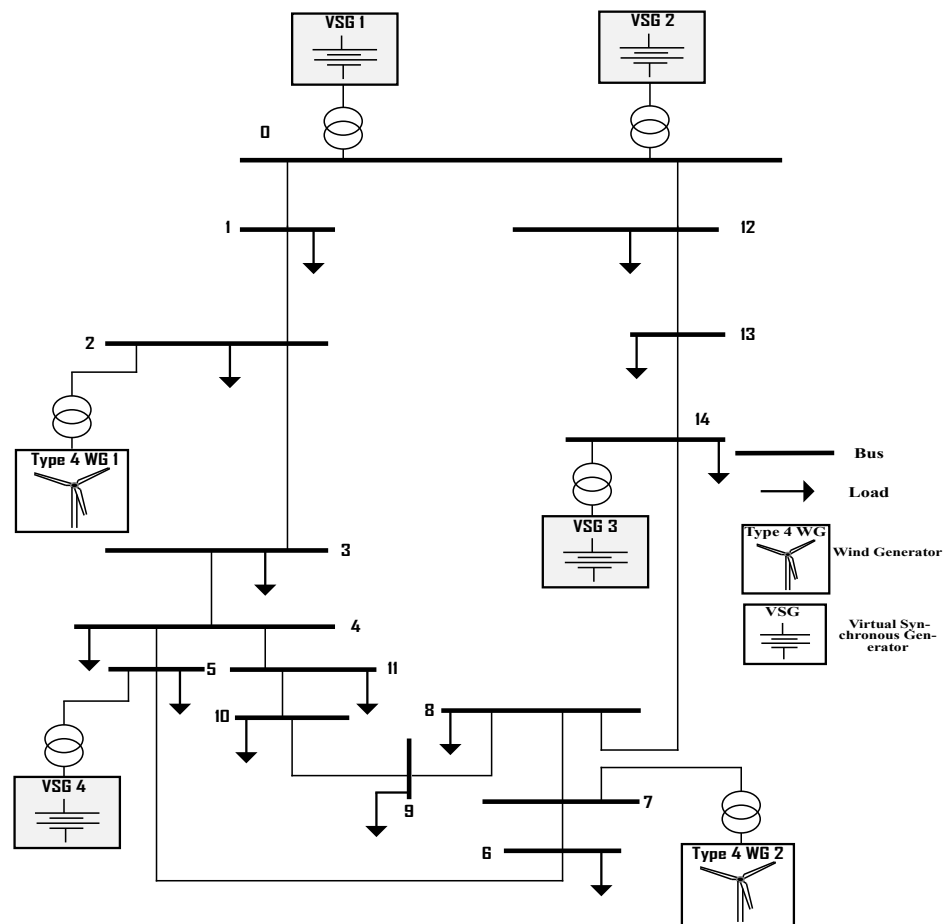 VSG 1
VSG 2
0
1
12
2
13
14
Type 4 WG 1
VSG 3
Bus
Load
Type 4 WG
Wind Generator
VSG
Virtual Syn-
chronous Gen-
erator
3
4
5
11
10
8
VSG 4
9
7
6
Type 4 WG 2